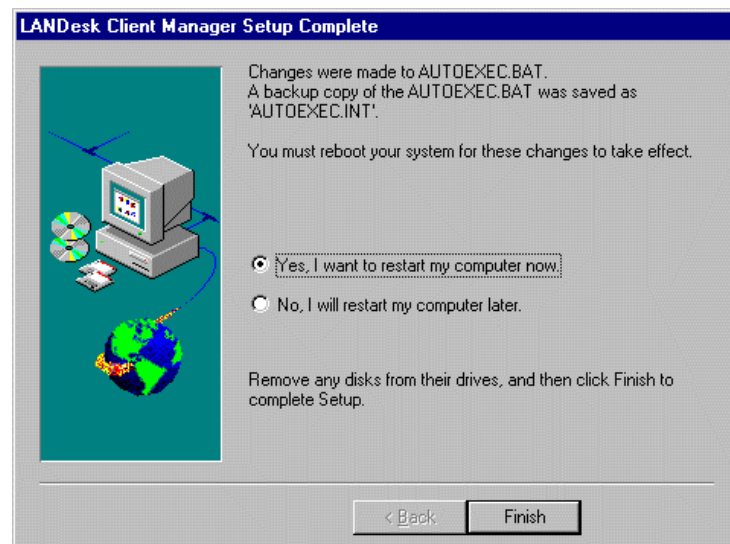 LANDesk Client Manager Setup Complete
Changes were made to AUTOEXEC.BAT.
A backup copy of the AUTOEXEC.BAT was saved as
'AUTOEXEC.INT'.
You must reboot your system for these changes to take effect.
Yes, I want to restart my computer now.
No, I will restart my computer later.
Remove any disks from their drives, and then click Finish to
complete Setup.
< Back
Finish